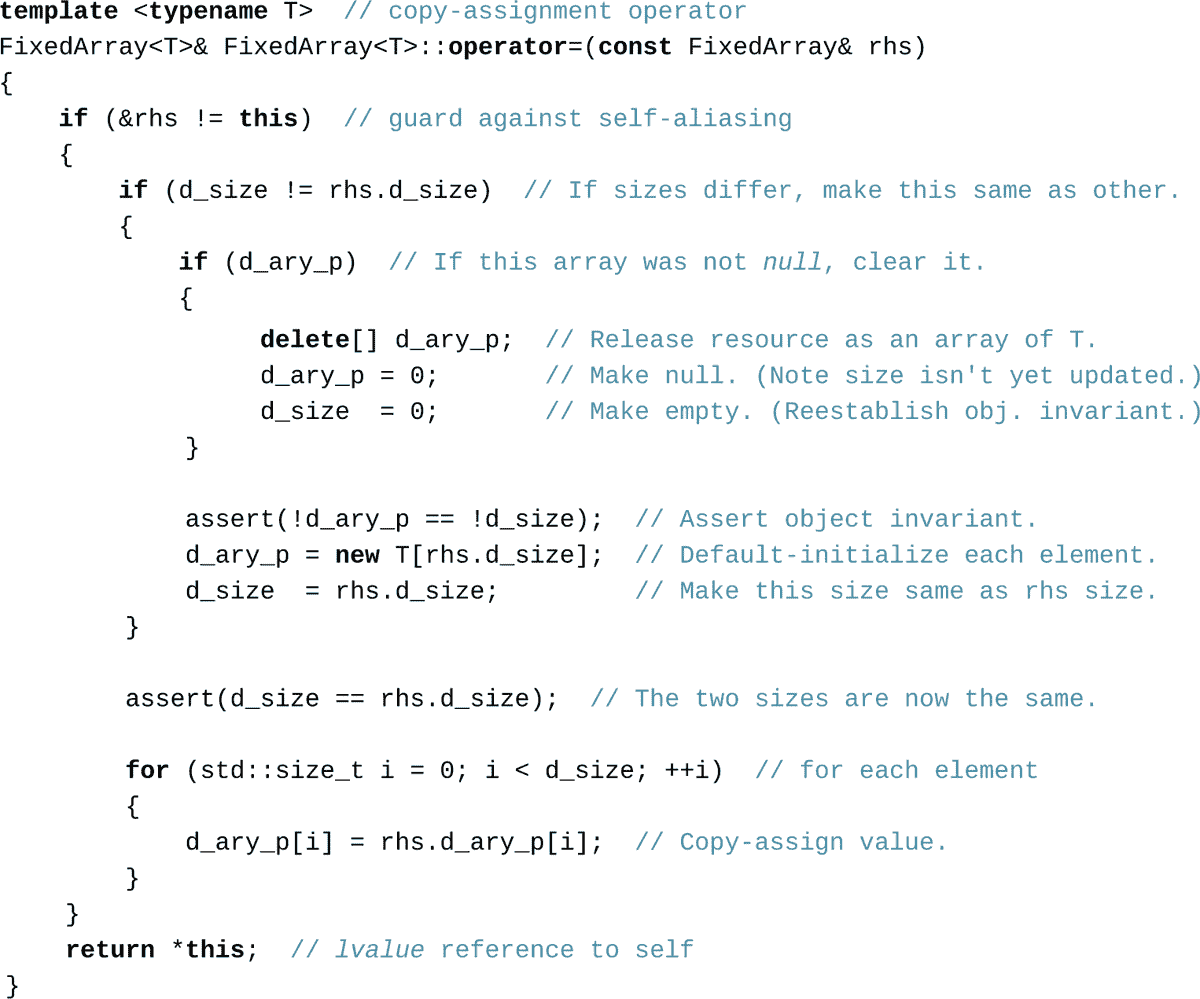 template <typename T>  // copy-assignment operator
FixedArray<T>& FixedArray<T>::operator=(const FixedArray& rhs)
{
    if (&rhs != this)  // guard against self-aliasing
    {
        if (d_size != rhs.d_size)  // If sizes differ, make this same as other.
        {
            if (d_ary_p)  // If this array was not null, clear it.
            {
                delete[] d_ary_p;  // Release resource as an array of T.
                d_ary_p = 0;       // Make null. (Note size isn't yet updated.)
                d_size  = 0;       // Make empty. (Reestablish obj. invariant.)
            }

            assert(!d_ary_p == !d_size);  // Assert object invariant.
            d_ary_p = new T[rhs.d_size];  // Default-initialize each element.
            d_size  = rhs.d_size;         // Make this size same as rhs size.
        }

        assert(d_size == rhs.d_size);  // The two sizes are now the same.

        for (std::size_t i = 0; i < d_size; ++i)  // for each element
        {
            d_ary_p[i] = rhs.d_ary_p[i];  // Copy-assign value.
        }
    }
    return *this;  // lvalue reference to self
}